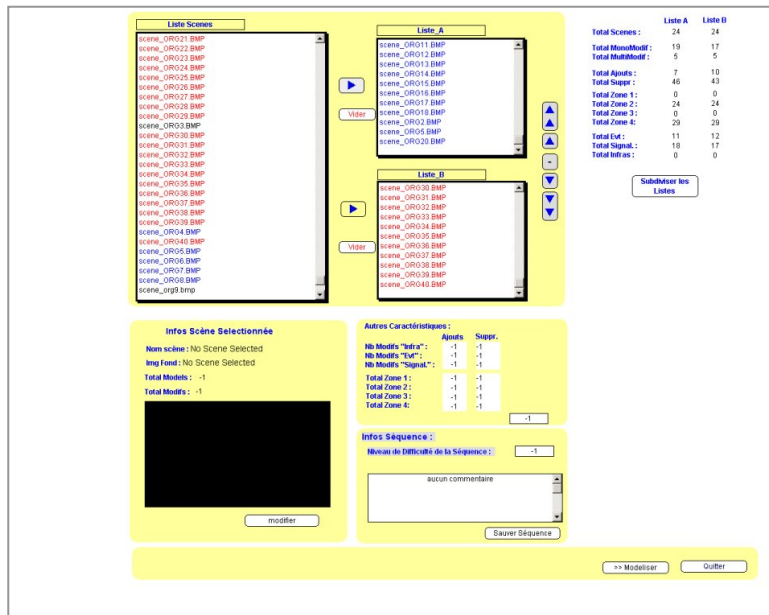 Liste Scenes
scene_ORG21.BMP
scene_ORG22.BMP
scene_ORG23.BMP
scene_ORG24.BMP
scene_ORG25.BMP
scene_ORG26.BMP
scene_ORG27.BMP
scene_ORG28.BMP
scene_ORG29.BMP
scene_ORG3.BMP
scene_ORG30.BMP
scene_ORG31.BMP
scene_ORG32.BMP
scene_ORG33.BMP
scene_ORG34.BMP
scene_ORG35.BMP
scene_ORG36.BMP
scene_ORG37.BMP
scene_ORG38.BMP
scene_ORG39.BMP
scene_ORG4.BMP
scene_ORG40.BMP
scene_ORG5.BMP
scene_ORG6.BMP
scene_ORG7.BMP
scene_ORG8.BMP
scene_org9.bmp
Vider
Vider
Liste_A
scene_ORG11.BMP
scene_ORG12.BMP
scene_ORG13.BMP
scene_ORG14.BMP
scene_ORG15.BMP
scene_ORG16.BMP
scene_ORG17.BMP
scene_ORG18.BMP
scene_ORG2.BMP
scene_ORG5.BMP
scene_ORG20.BMP
Liste_B
scene_ORG30.BMP
scene_ORG31.BMP
scene_ORG32.BMP
scene_ORG33.BMP
scene_ORG34.BMP
scene_ORG35.BMP
scene_ORG36.BMP
scene_ORG37.BMP
scene_ORG38.BMP
scene_ORG39.BMP
scene_ORG40.BMP
-
Liste A Liste B
Total Scenes : 24 24
Total MonoModif : 19 17
Total MultiModif : 5 5
Total Ajouts : 7 10
Total Suppr : 46 43
Total Zone 1 : 0 0
Total Zone 2 : 24 24
Total Zone 3 : 0 0
Total Zone 4: 29 29
Total Evt : 11 12
Total Signal. : 18 17
Total Infras : 0 0
Subdiviser les
Listes
Infos Scène Selectionnée
Nom scène : No Scene Selected
Img Fond : No Scene Selected
Total Models : -1
Total Modifs : -1
modifier
Autres Caractéristiques :
Ajouts Suppr.
Nb Modifs "Infra" : -1 -1
Nb Modifs "Evt" : -1 -1
Nb Modifs "Signal." : -1 -1
Total Zone 1 : -1 -1
Total Zone 2 : -1 -1
Total Zone 3 : -1 -1
Total Zone 4: -1 -1
-1
Infos Séquence :
Niveau de Difficulté de la Séquence : -1
aucun commentaire
Sauver Séquence
>> Modeliser
Quitter